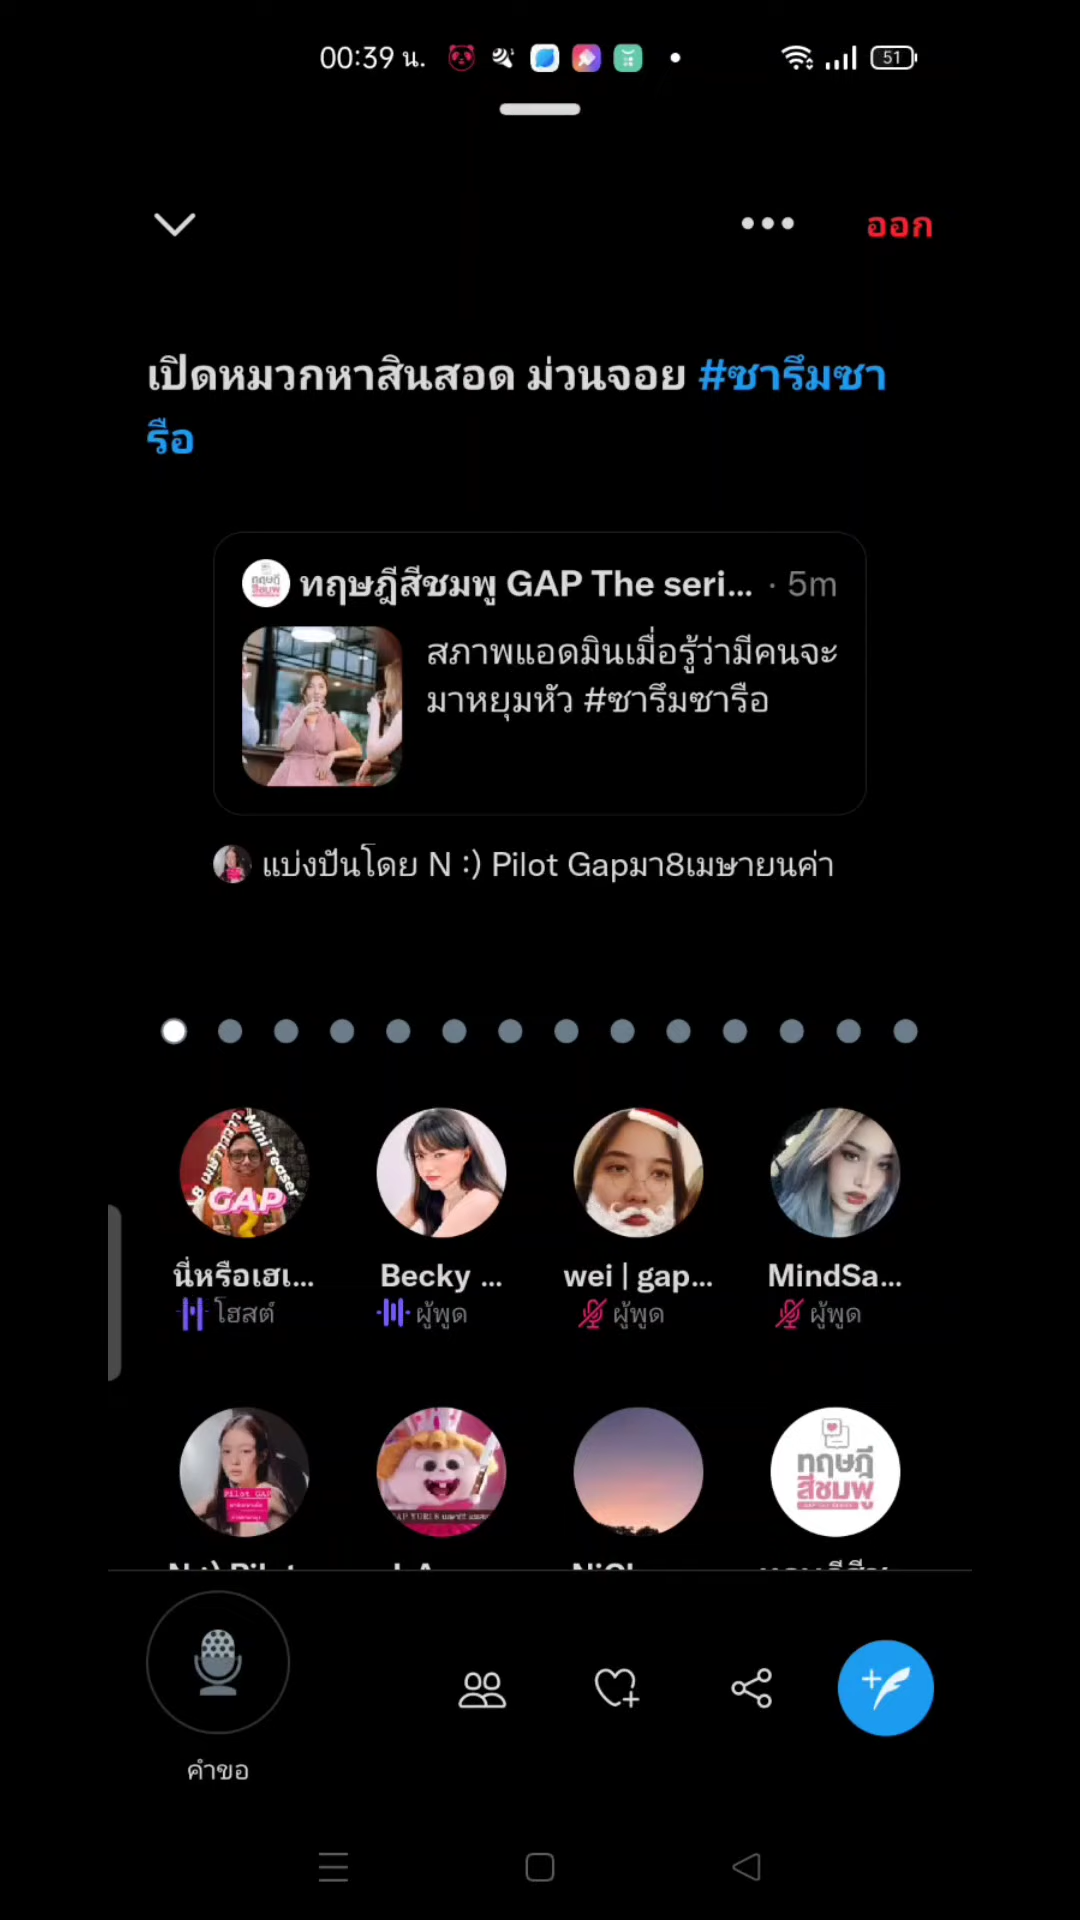 00:39 น.
51
ออก
เปิดหมวกหาสินสอด ม่วนจอย #ซารึมซา
รือ
ทฤษฎีสีชมพู GAP The seri... · 5m
สภาพแอดมินเมื่อรู้ว่ามีคนจะ
มาหยุมหัว #ซารึมซารือ
แบ่งปันโดย N :) Pilot Gapมา8เมษายนค่า
Mini Teaser
GAP
นี่หรือเฮเ... Becky ... wei | gap... MindSa...
โฮสต์ ผู้พูด ผู้พูด ผู้พูด
Pilot GAP
ทฤษฎี
สีชมพู
คำขอ